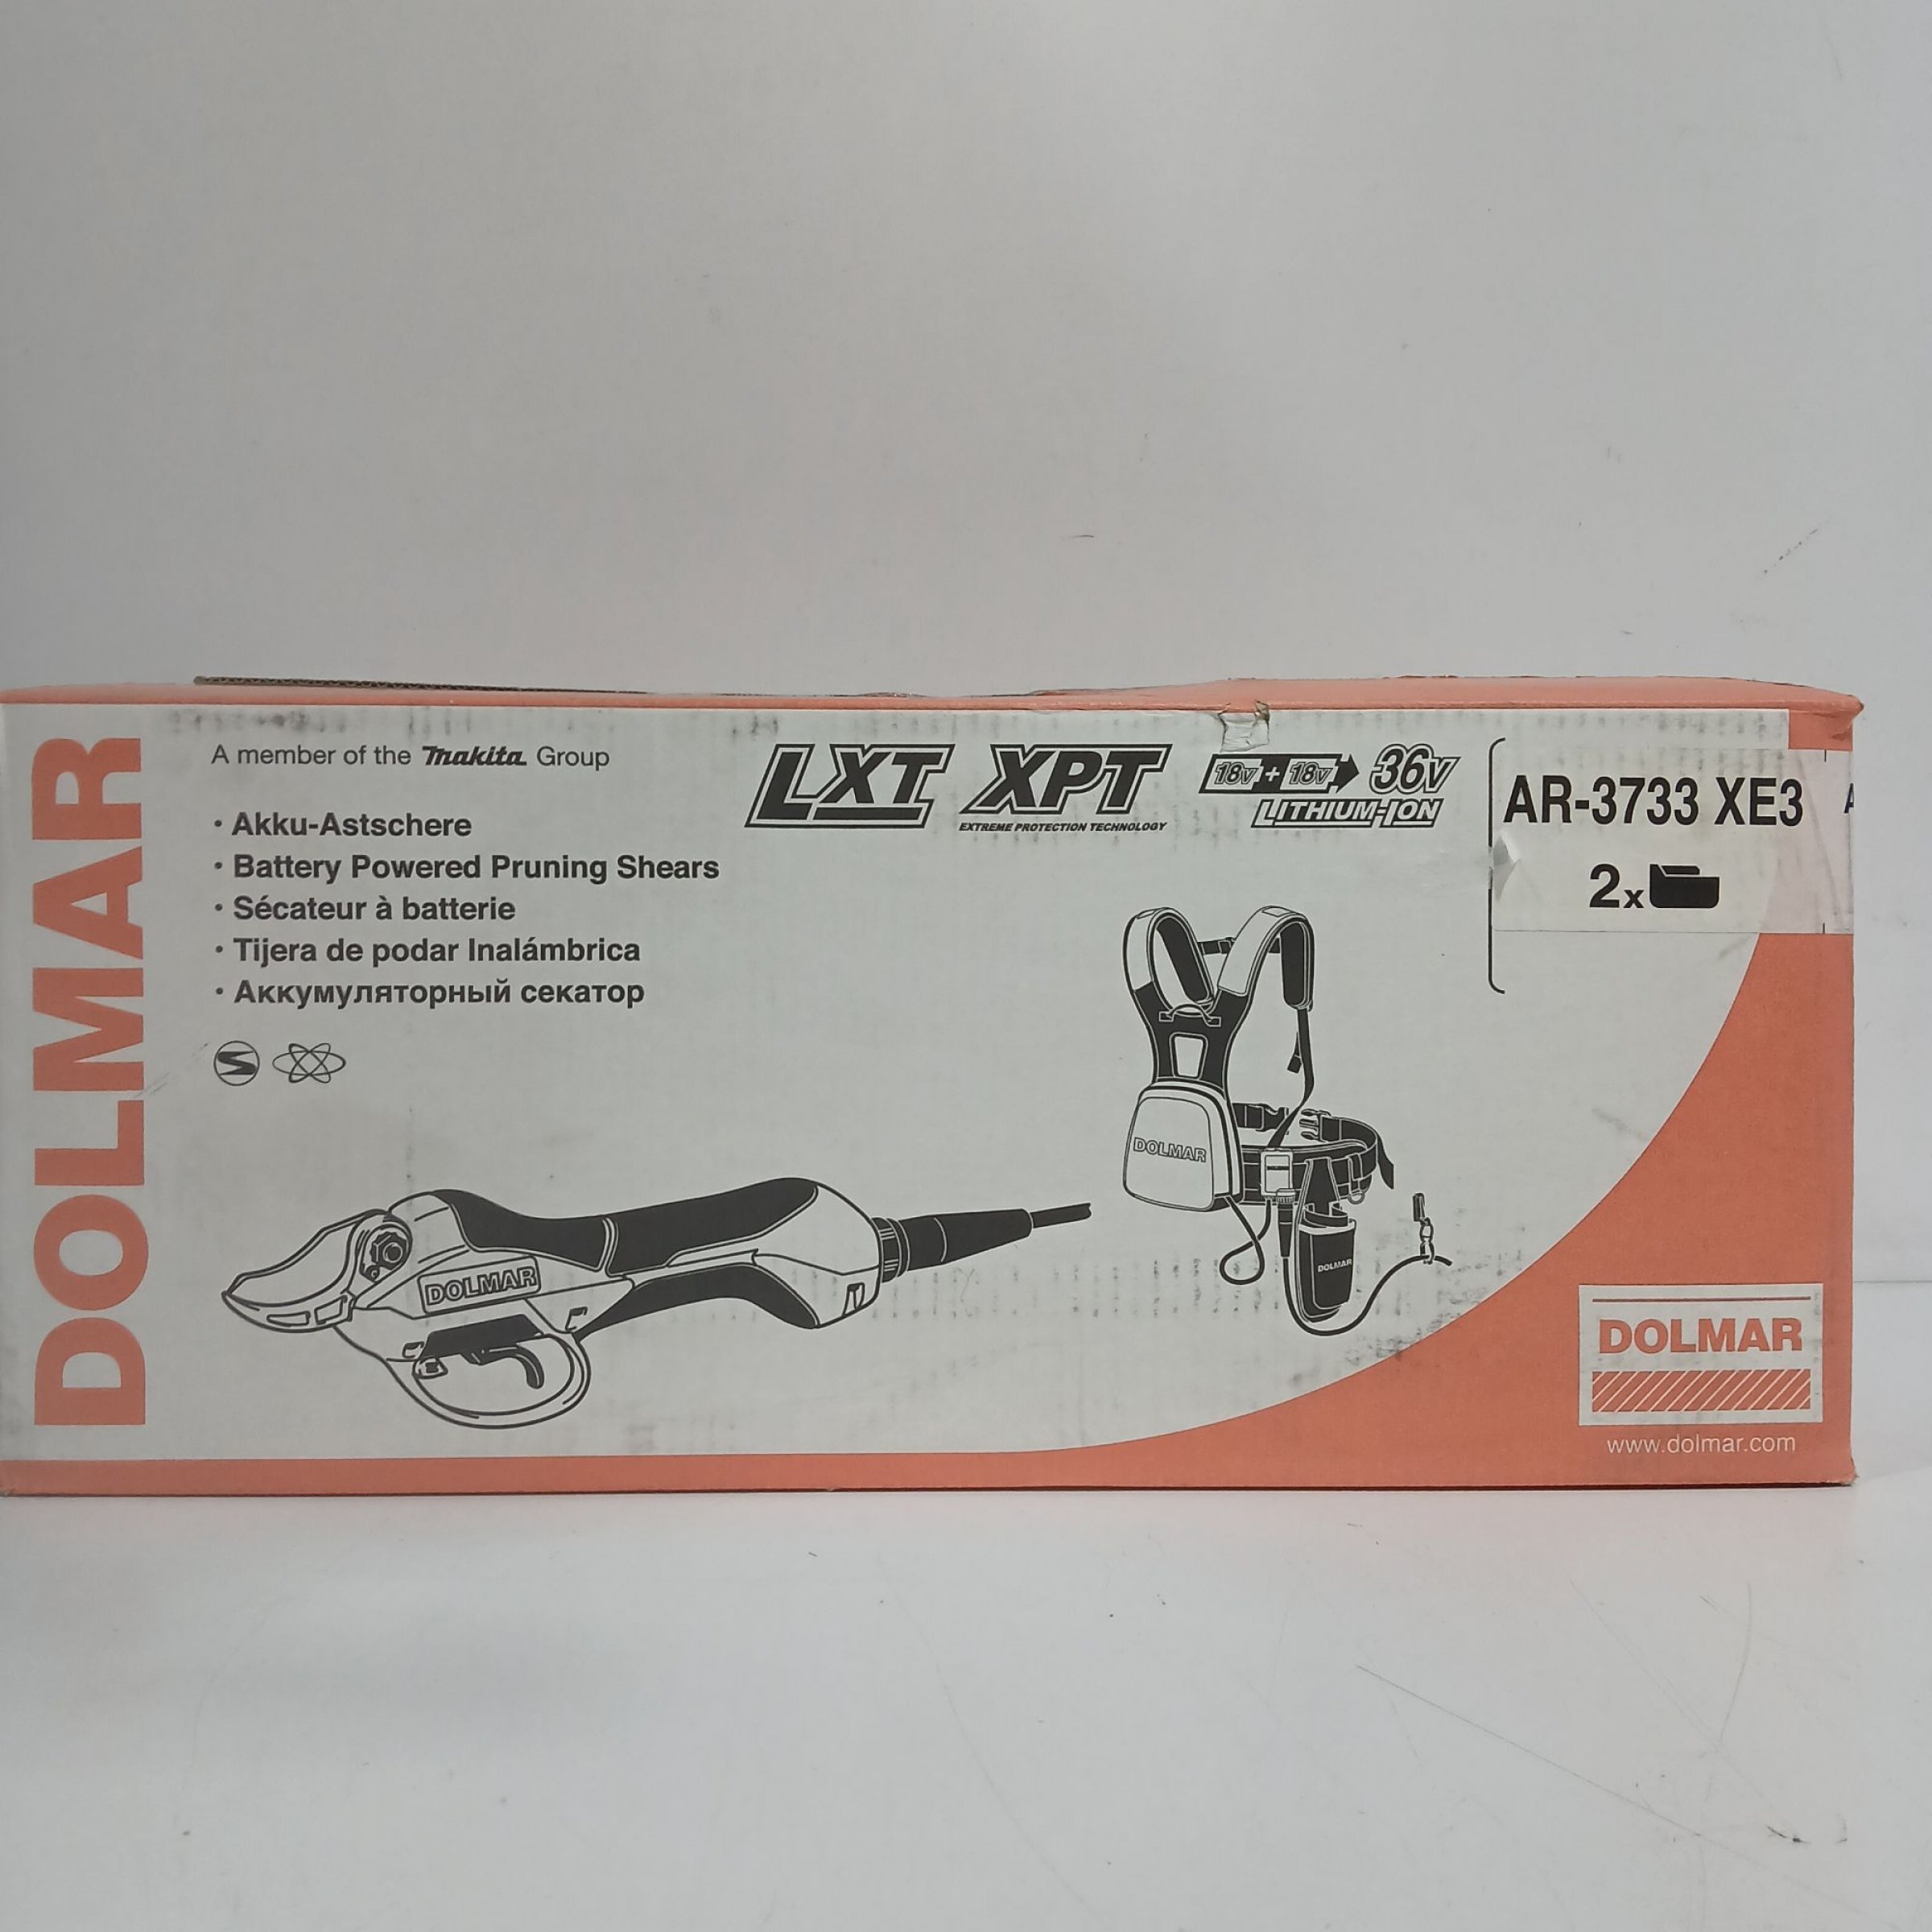 DOLMAR
A member of the Makita Group
· Akku-Astschere
· Battery Powered Pruning Shears
· Sécateur à batterie
· Tijera de podar Inalámbrica
· Аккумуляторный секатор
LXT XPT
EXTREME PROTECTION TECHNOLOGY
18V + 18V 36V
LITHIUM-ION
AR-3733 XE3
2x
DOLMAR
DOLMAR
DOLMAR
DOLMAR
www.dolmar.com